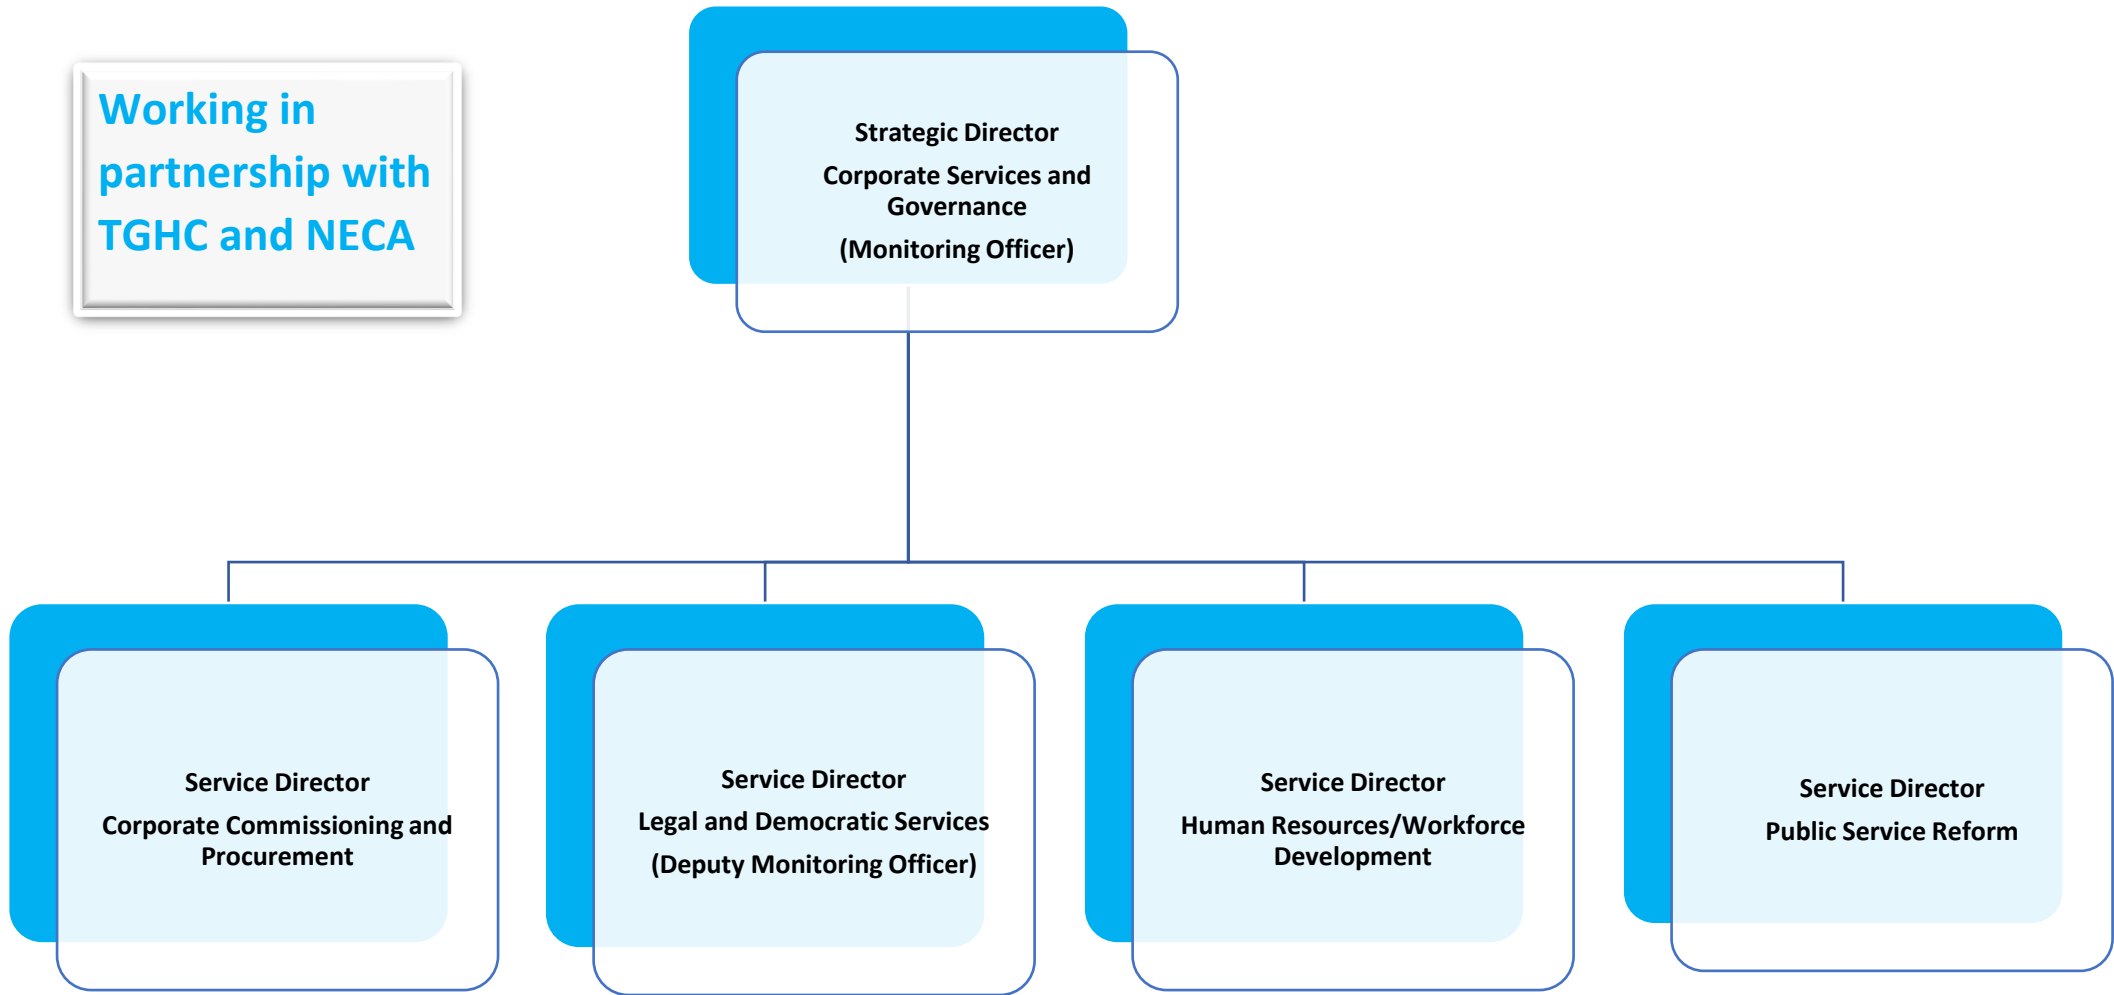 Working in
partnership with
TGHC and NECA
Strategic Director
Corporate Services and
Governance
(Monitoring Officer)
Service Director
Corporate Commissioning and
Procurement
Service Director
Legal and Democratic Services
(Deputy Monitoring Officer)
Service Director
Human Resources/Workforce
Development
Service Director
Public Service Reform